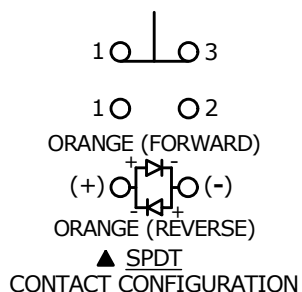 1 3
1 2
ORANGE (FORWARD)
+ -
(+) (-)
- +
ORANGE (REVERSE)
▲ SPDT
CONTACT CONFIGURATION